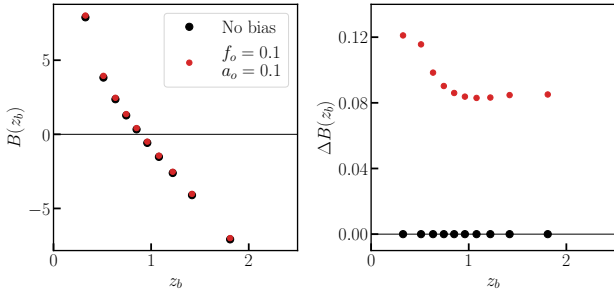 No bias
f_o = 0.1
a_o = 0.1
B(z_b)
5
0
−5
0
1
2
z_b
ΔB(z_b)
0.12
0.08
0.04
0.00
0
1
2
z_b